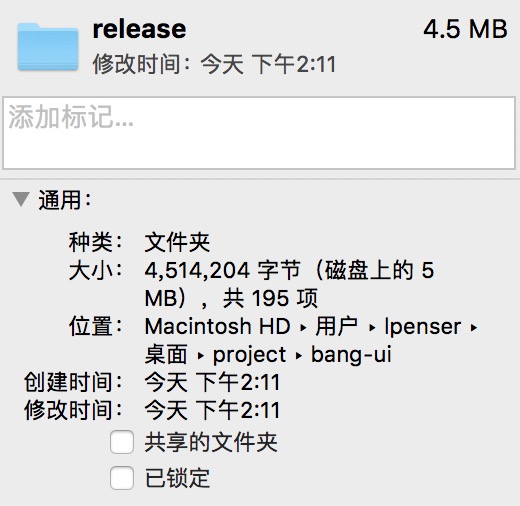 release 4.5 MB
修改时间：今天 下午2:11
添加标记...
通用：
种类： 文件夹
大小： 4,514,204 字节（磁盘上的 5
MB），共 195 项
位置： Macintosh HD ▸ 用户 ▸ lpenser ▸
桌面 ▸ project ▸ bang-ui
创建时间： 今天 下午2:11
修改时间： 今天 下午2:11
共享的文件夹
已锁定